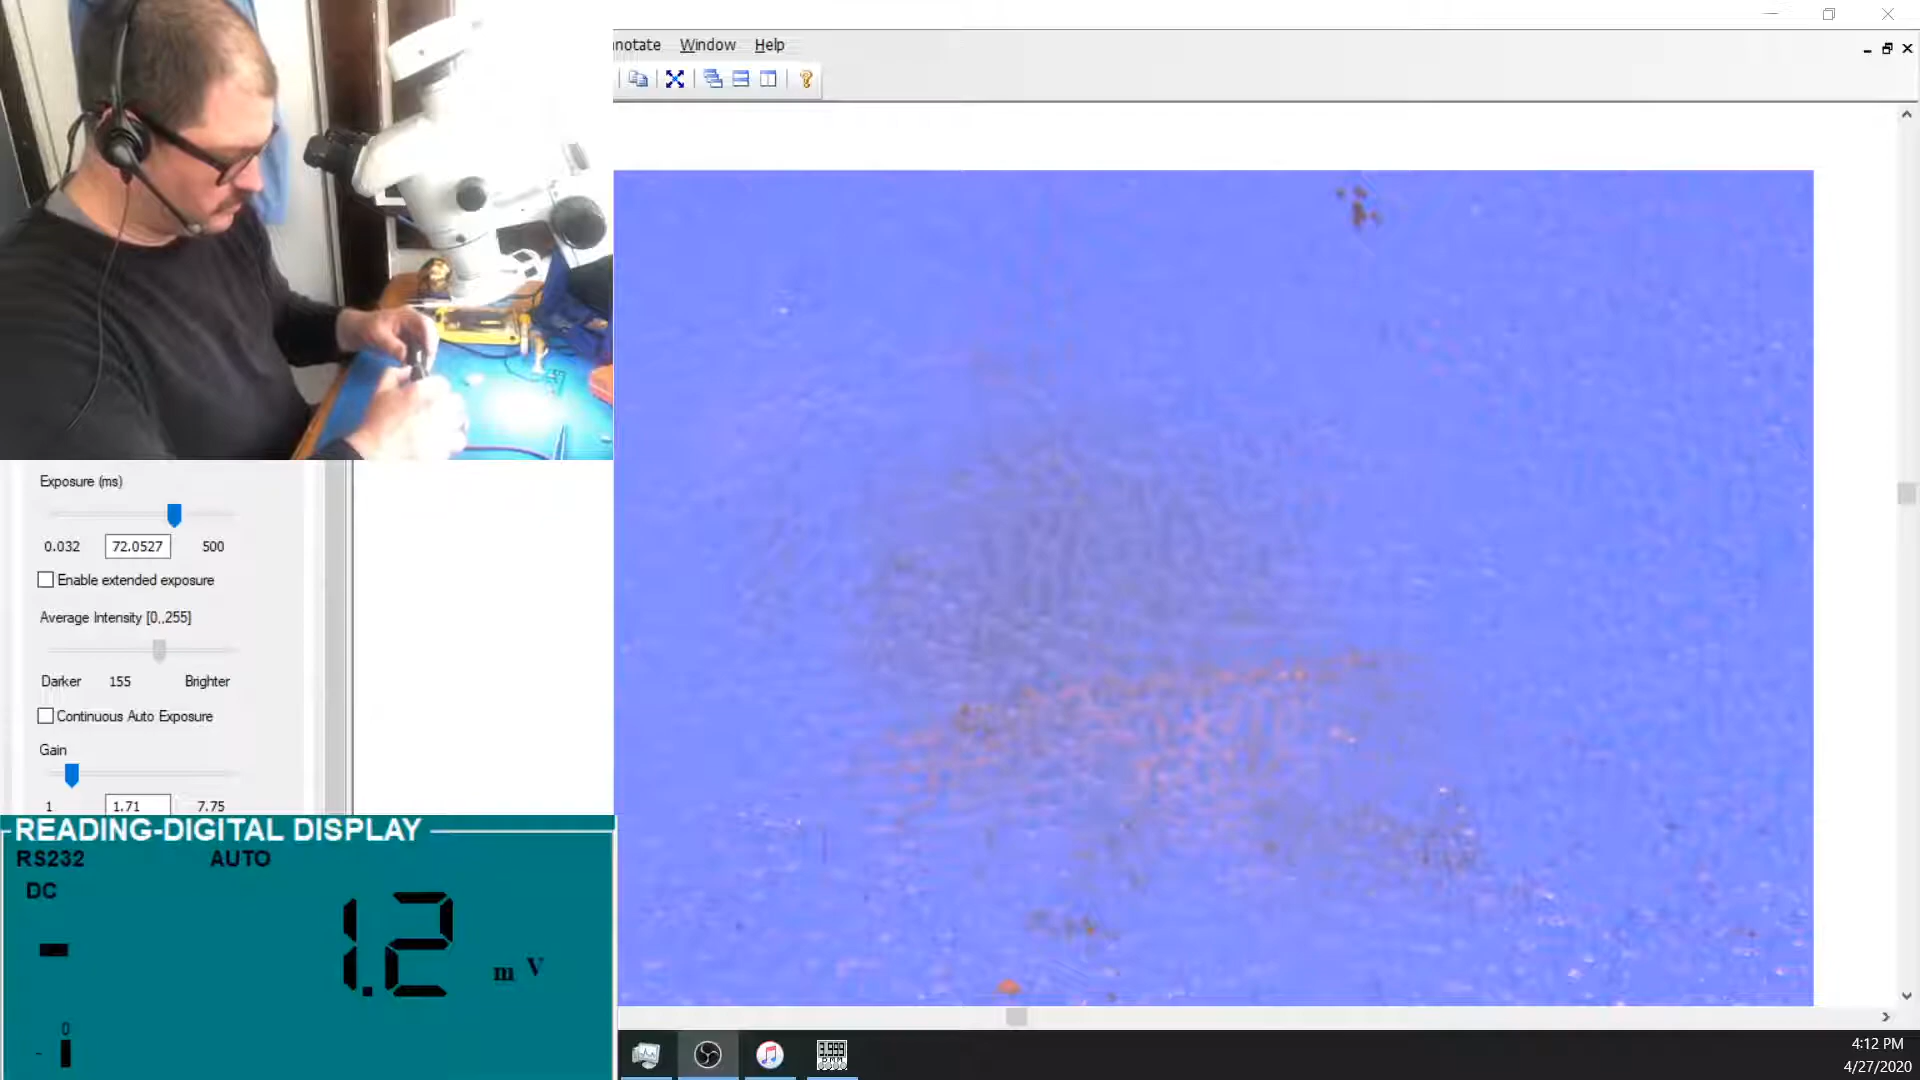 Window Help
Exposure (ms)
0.032 72.0527 500
Enable extended exposure
Average Intensity [0,,255]
Darker 155 Brighter
Continuous Auto Exposure
Gain
1 1.71 7.75
READING-DIGITAL DISPLAY
RS232 AUTO
DC
- 1.2 m V
0
-
4:12 PM
4/27/2020